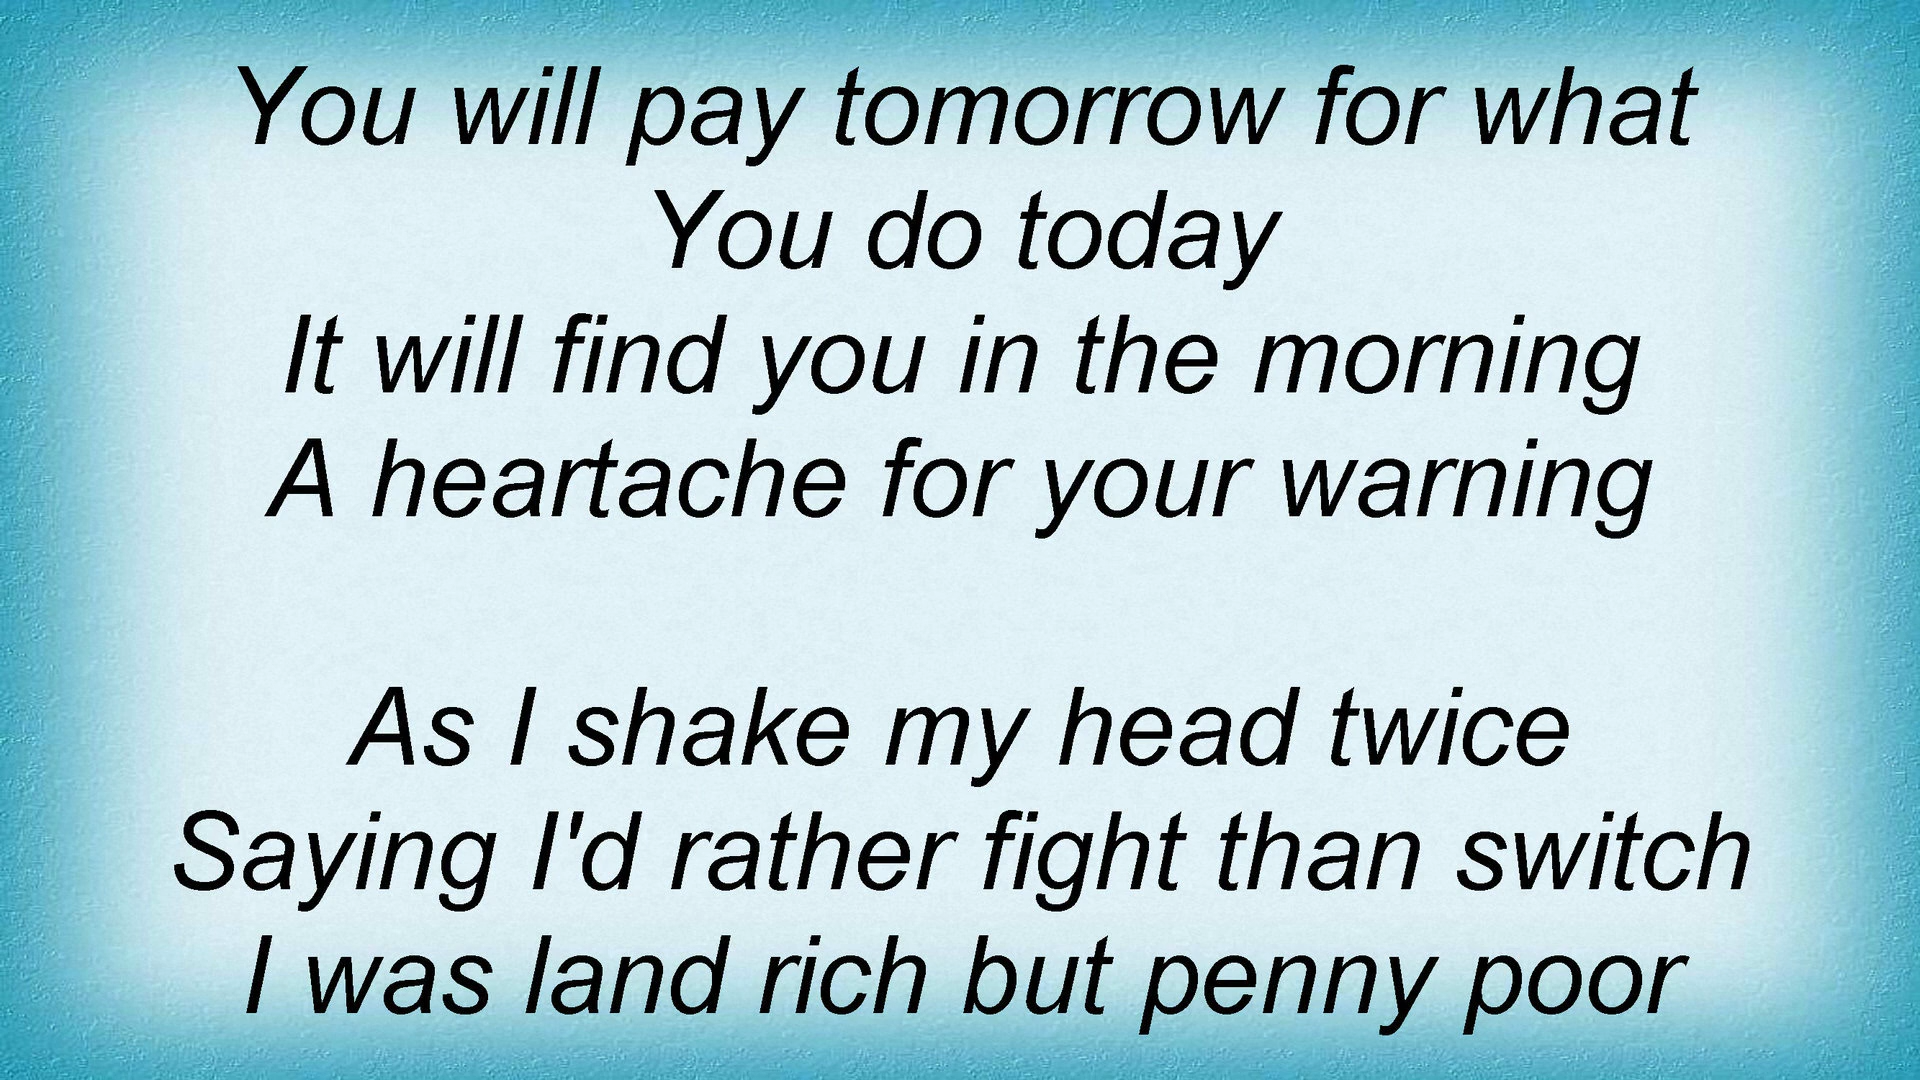 You will pay tomorrow for what
You do today
It will find you in the morning
A heartache for your warning
As I shake my head twice
Saying I'd rather fight than switch
I was land rich but penny poor